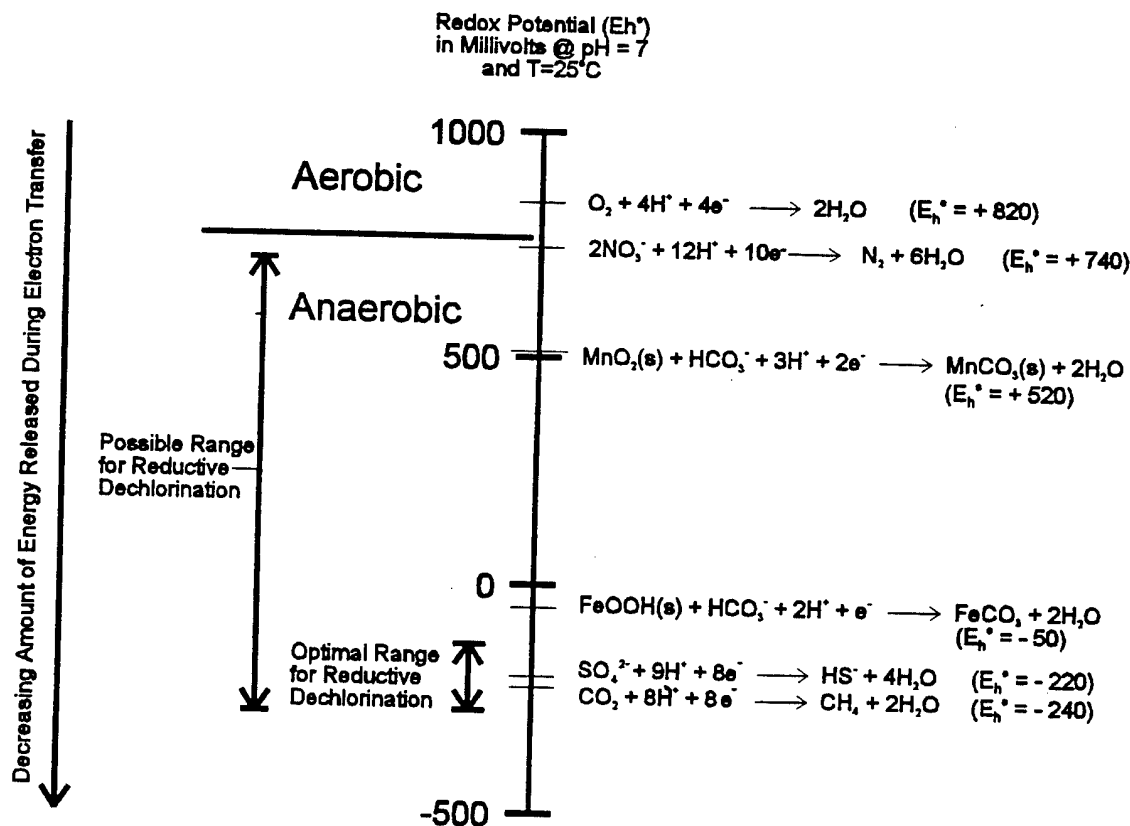 Redox Potential (Eh°)
in Millivolts @ pH = 7
and T=25°C
Decreasing Amount of Energy Released During Electron Transfer
1000
Aerobic
O₂ + 4H⁺ + 4e⁻ ⟶ 2H₂O (Eₕ° = + 820)
2NO₃⁻ + 12H⁺ + 10e⁻ ⟶ N₂ + 6H₂O (Eₕ° = + 740)
Anaerobic
500
MnO₂(s) + HCO₃⁻ + 3H⁺ + 2e⁻ ⟶ MnCO₃(s) + 2H₂O
(Eₕ° = + 520)
Possible Range
for Reductive
Dechlorination
0
FeOOH(s) + HCO₃⁻ + 2H⁺ + e⁻ ⟶ FeCO₃ + 2H₂O
(Eₕ° = - 50)
Optimal Range
for Reductive
Dechlorination
SO₄²⁻ + 9H⁺ + 8e⁻ ⟶ HS⁻ + 4H₂O (Eₕ° = - 220)
CO₂ + 8H⁺ + 8e⁻ ⟶ CH₄ + 2H₂O (Eₕ° = - 240)
-500